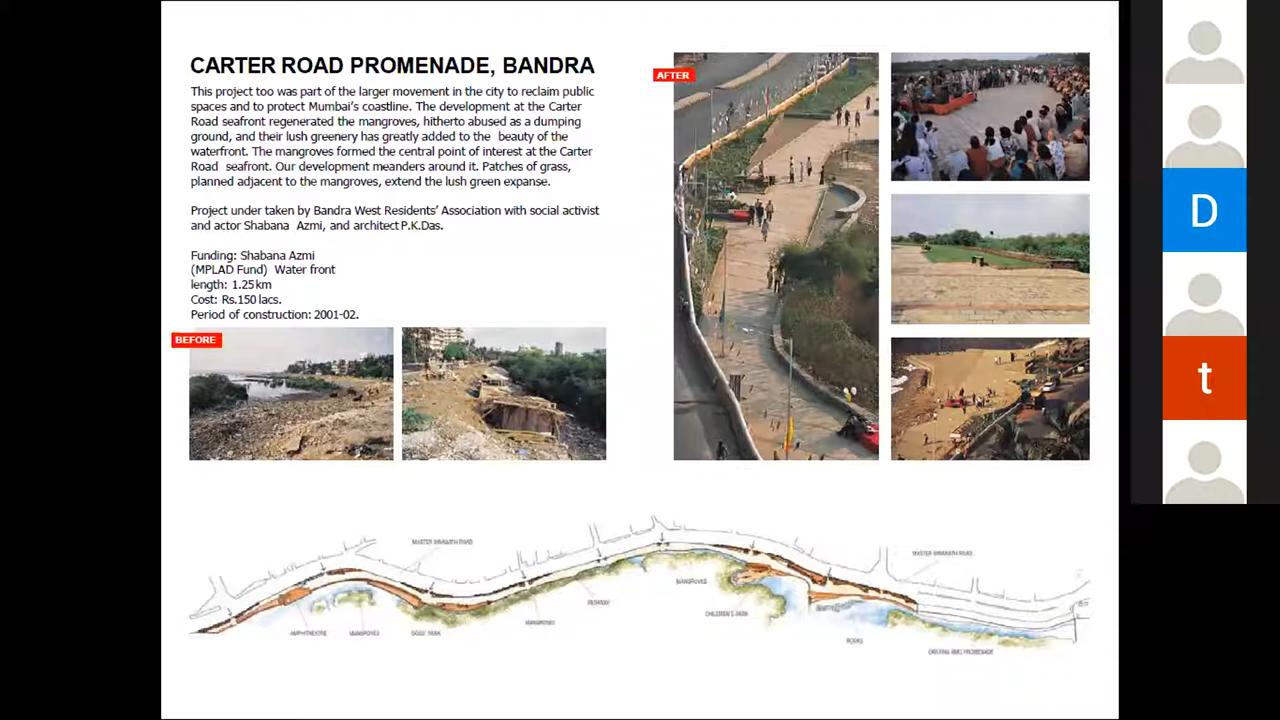 CARTER ROAD PROMENADE, BANDRA
This project too was part of the larger movement in the city to reclaim public
spaces and to protect Mumbai's coastline. The development at the Carter
Road seafront regenerated the mangroves, hitherto abused as a dumping
ground, and their lush greenery has greatly added to the beauty of the
waterfront. The mangroves formed the central point of interest at the Carter
Road seafront. Our development meanders around it. Patches of grass,
planned adjacent to the mangroves, extend the lush green expanse.
Project under taken by Bandra West Residents' Association with social activist
and actor Shabana Azmi, and architect P.K.Das.
Funding: Shabana Azmi
(MPLAD Fund) Water front
length: 1.25 km
Cost: Rs.150 lacs.
Period of construction: 2001-02.
BEFORE
AFTER
D
t
MANGROVES
PATHWAY
CHILDREN'S PARK
AMPHITHEATRE
MANGROVES
MANGROVES
ROCKS